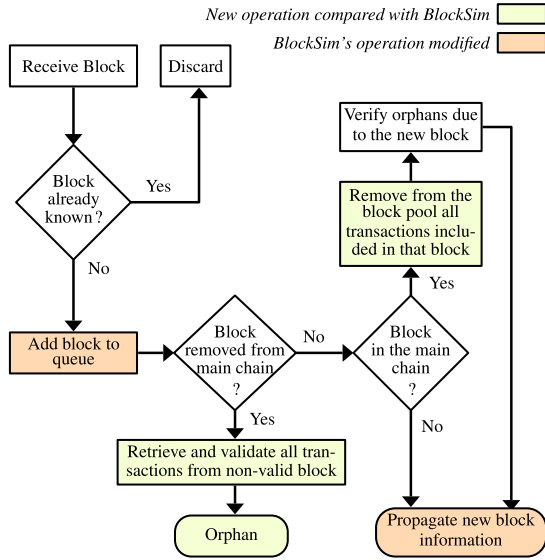 New operation compared with BlockSim
BlockSim's operation modified
Receive Block
Discard
Block
already
known ?
Yes
No
Add block to
queue
Block
removed from
main chain
?
No
Yes
Retrieve and validate all tran-
sactions from non-valid block
Orphan
Block
in the main
chain
?
Yes
No
Remove from the
block pool all
transactions inclu-
ded in that block
Verify orphans due
to the new block
Propagate new block
information